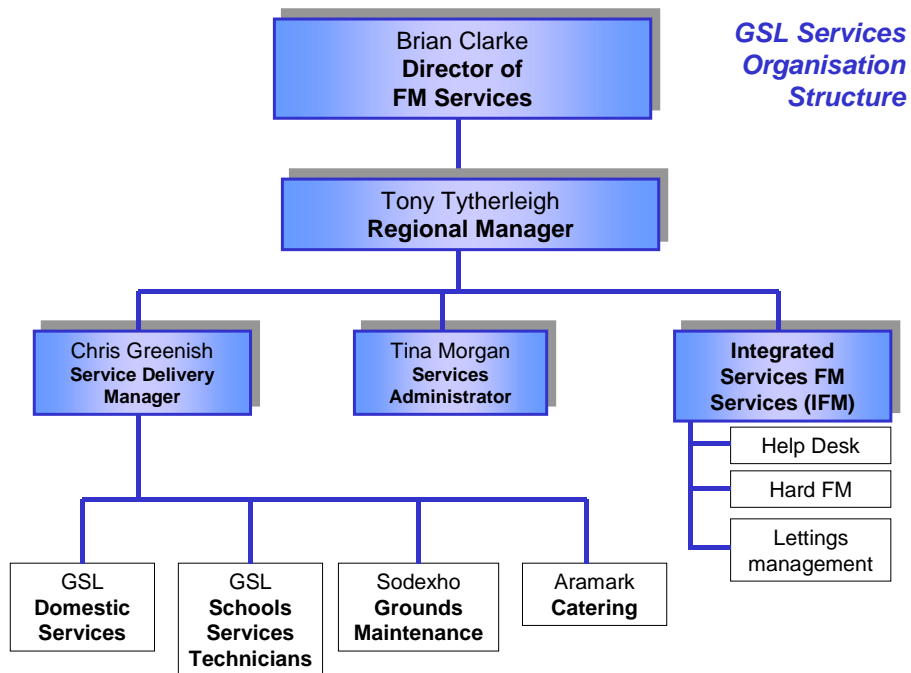 GSL Services
Organisation
Structure
Brian Clarke
Director of
FM Services
Tony Tytherleigh
Regional Manager
Chris Greenish
Service Delivery
Manager
Tina Morgan
Services
Administrator
Integrated
Services FM
Services (IFM)
Help Desk
Hard FM
Lettings
management
GSL
Domestic
Services
GSL
Schools
Services
Technicians
Sodexho
Grounds
Maintenance
Aramark
Catering